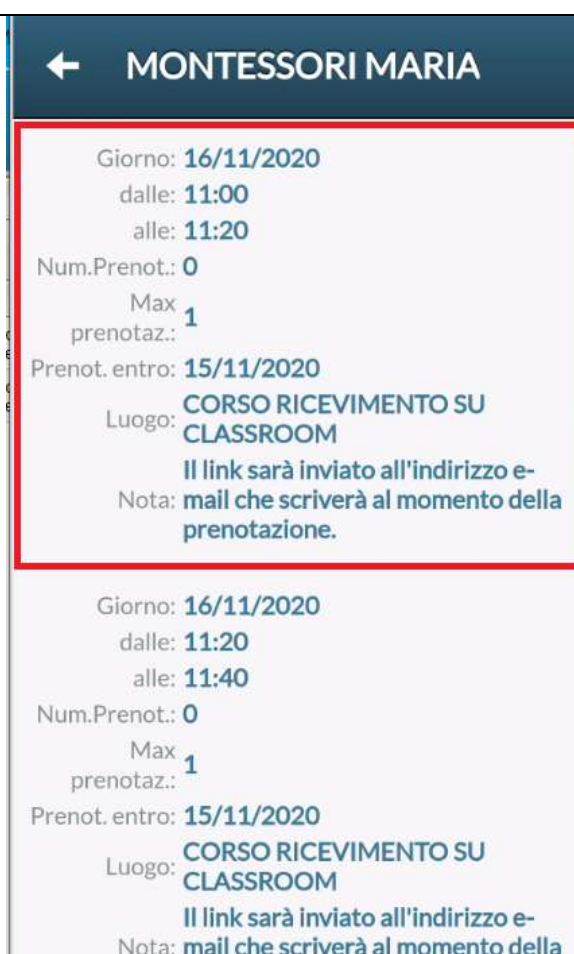 MONTESSORI MARIA
Giorno: 16/11/2020
dalle: 11:00
alle: 11:20
Num.Prenot.: 0
Max
prenotaz.: 1
Prenot. entro: 15/11/2020
Luogo: CORSO RICEVIMENTO SU
CLASSROOM
Il link sarà inviato all'indirizzo e-
Nota: mail che scriverà al momento della
prenotazione.
Giorno: 16/11/2020
dalle: 11:20
alle: 11:40
Num.Prenot.: 0
Max
prenotaz.: 1
Prenot. entro: 15/11/2020
Luogo: CORSO RICEVIMENTO SU
CLASSROOM
Il link sarà inviato all'indirizzo e-
Nota: mail che scriverà al momento della